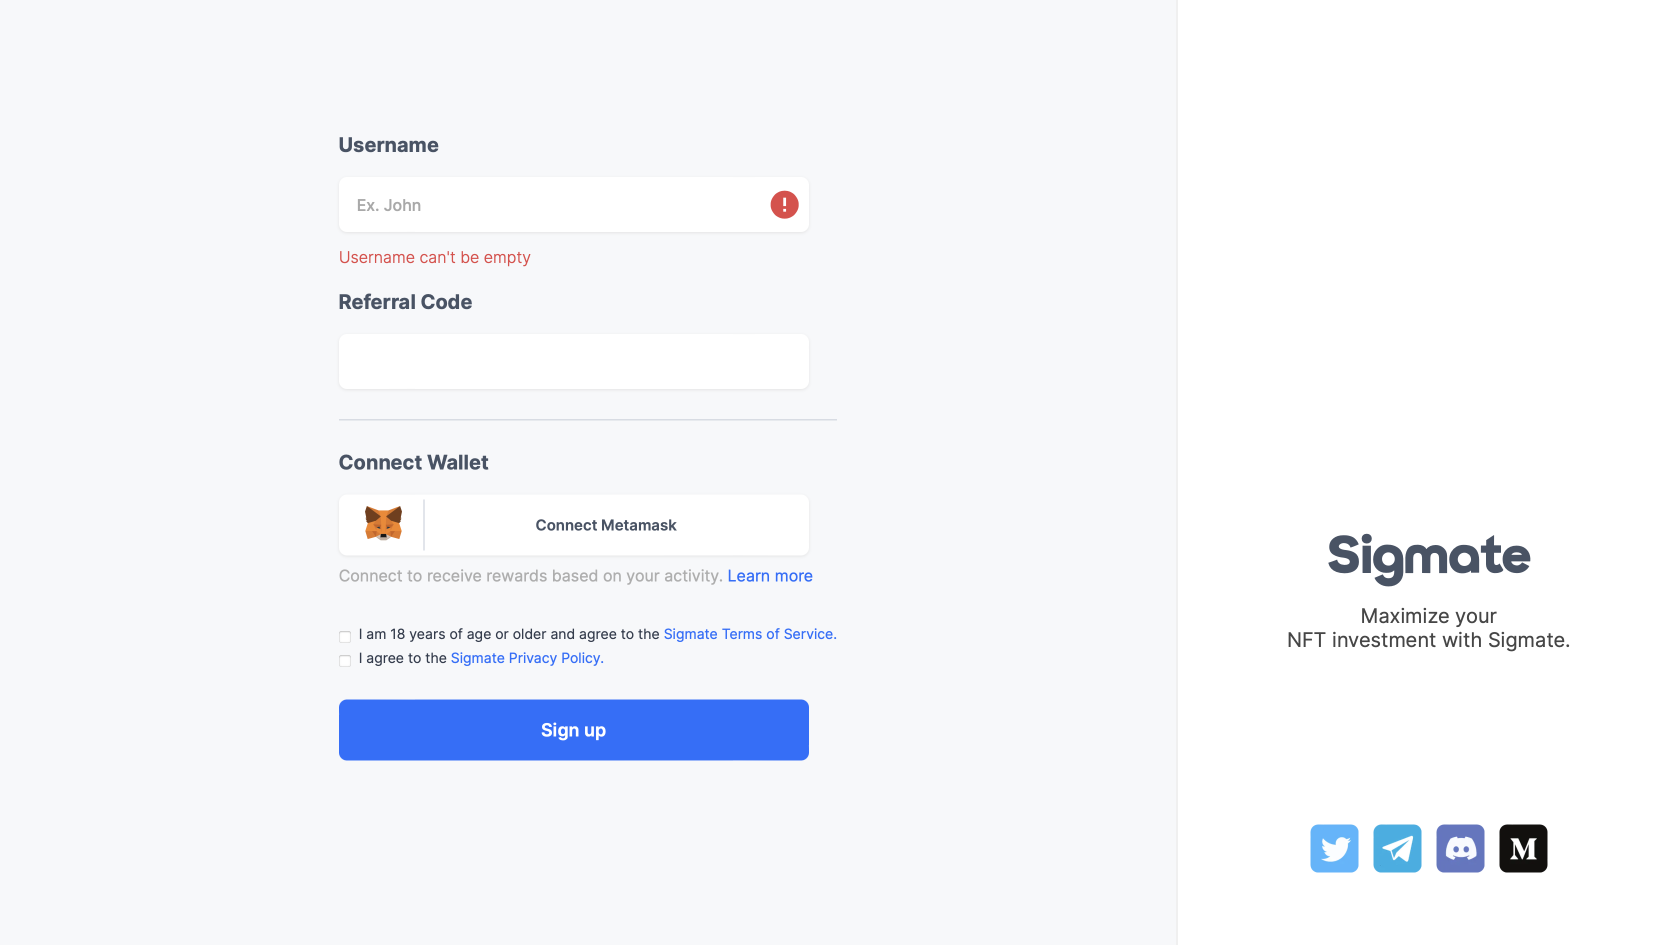 Username
Ex. John
Username can't be empty
Referral Code
Connect Wallet
Connect Metamask
Connect to receive rewards based on your activity. Learn more
I am 18 years of age or older and agree to the Sigmate Terms of Service.
I agree to the Sigmate Privacy Policy.
Sign up
Sigmate
Maximize your
NFT investment with Sigmate.
M